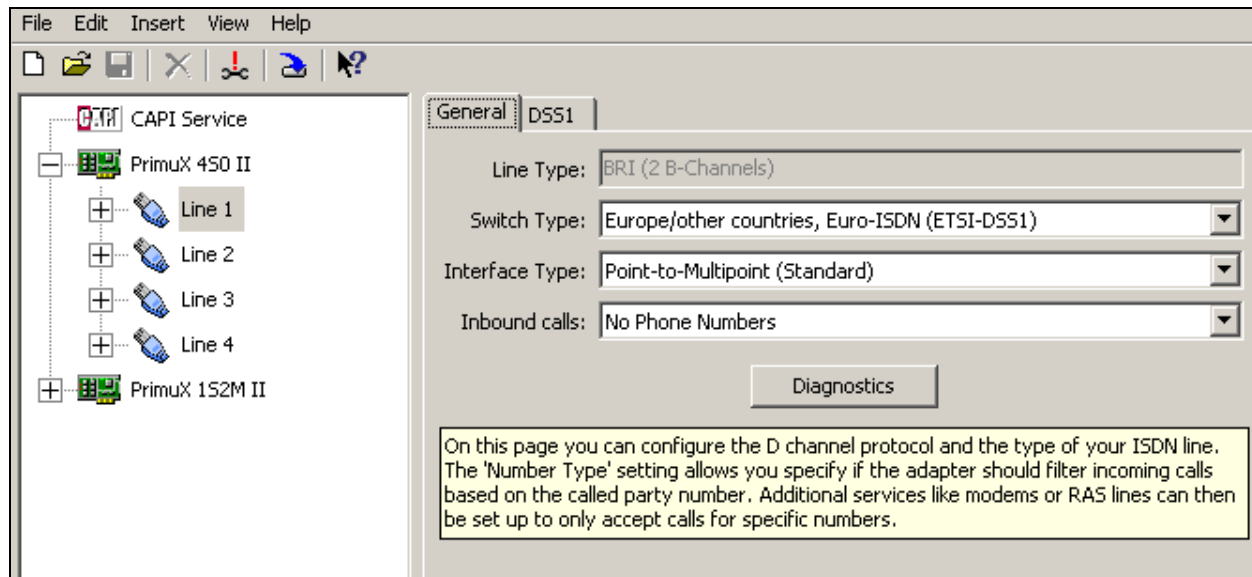 File Edit Insert View Help
CAPI CAPI Service
PrimuX 4S0 II
Line 1
Line 2
Line 3
Line 4
PrimuX 1S2M II
General DSS1
Line Type: BRI (2 B-Channels)
Switch Type: Europe/other countries, Euro-ISDN (ETSI-DSS1)
Interface Type: Point-to-Multipoint (Standard)
Inbound calls: No Phone Numbers
Diagnostics
On this page you can configure the D channel protocol and the type of your ISDN line.
The 'Number Type' setting allows you specify if the adapter should filter incoming calls
based on the called party number. Additional services like modems or RAS lines can then
be set up to only accept calls for specific numbers.